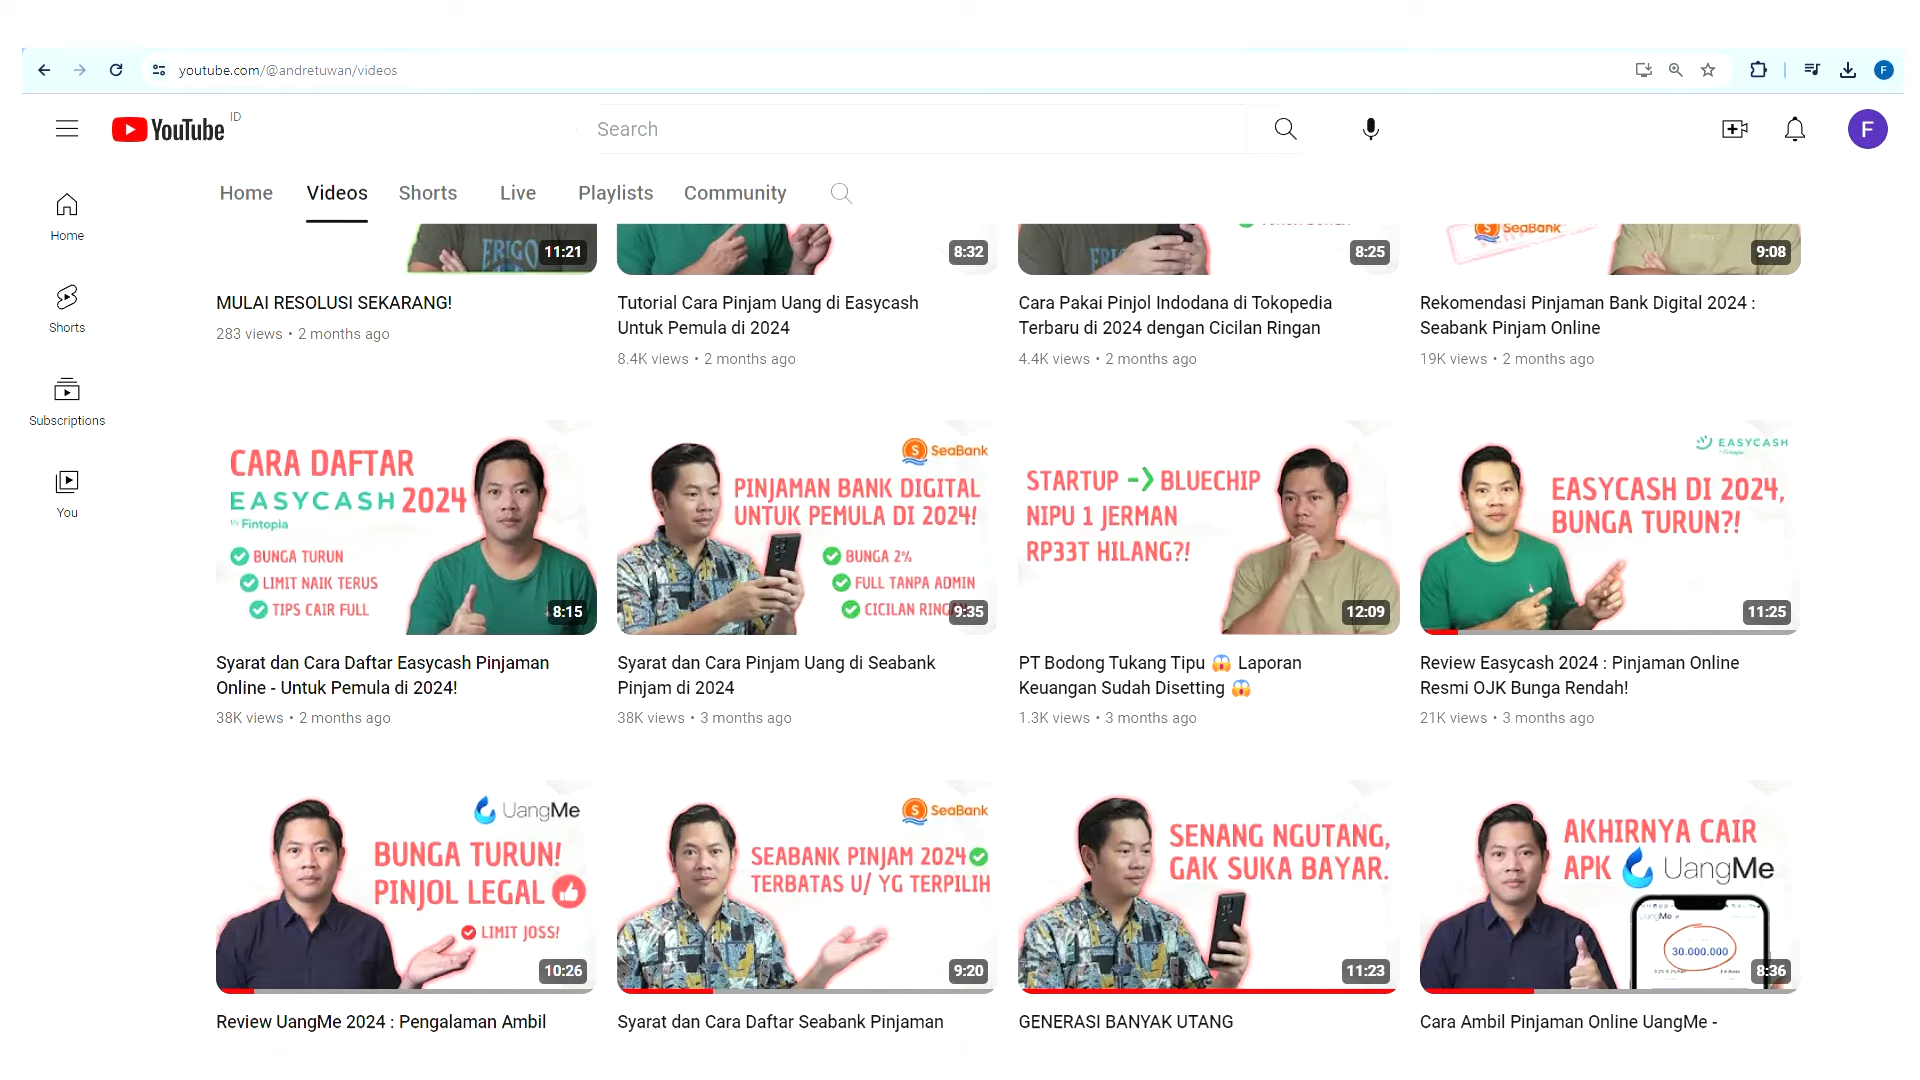 youtube.com/@andretuwan/videos
F
YouTube ID
Search
F
Home
Videos
Shorts
Live
Playlists
Community
Home
Shorts
Subscriptions
You
ERIGO
11:21
8:32
8:25
SeaBank
9:08
MULAI RESOLUSI SEKARANG!
283 views • 2 months ago
Tutorial Cara Pinjam Uang di Easycash
Untuk Pemula di 2024
8.4K views • 2 months ago
Cara Pakai Pinjol Indodana di Tokopedia
Terbaru di 2024 dengan Cicilan Ringan
4.4K views • 2 months ago
Rekomendasi Pinjaman Bank Digital 2024 :
Seabank Pinjam Online
19K views • 2 months ago
CARA DAFTAR
EASYCASH 2024
by Fintopia
BUNGA TURUN
LIMIT NAIK TERUS
TIPS CAIR FULL
8:15
SeaBank
PINJAMAN BANK DIGITAL
UNTUK PEMULA DI 2024!
BUNGA 2%
FULL TANPA ADMIN
CICILAN RING
9:35
STARTUP -> BLUECHIP
NIPU 1 JERMAN
RP33T HILANG?!
12:09
EASYCASH
by Fintopia
EASYCASH DI 2024,
BUNGA TURUN?!
11:25
Syarat dan Cara Daftar Easycash Pinjaman
Online - Untuk Pemula di 2024!
38K views • 2 months ago
Syarat dan Cara Pinjam Uang di Seabank
Pinjam di 2024
38K views • 3 months ago
PT Bodong Tukang Tipu 😱 Laporan
Keuangan Sudah Disetting 😱
1.3K views • 3 months ago
Review Easycash 2024 : Pinjaman Online
Resmi OJK Bunga Rendah!
21K views • 3 months ago
UangMe
BUNGA TURUN!
PINJOL LEGAL
LIMIT JOSS!
10:26
SeaBank
SEABANK PINJAM 2024
TERBATAS U/ YG TERPILIH
9:20
SENANG NGUTANG,
GAK SUKA BAYAR.
11:23
AKHIRNYA CAIR
APK UangMe
UangMe
30.000.000
8:36
Review UangMe 2024 : Pengalaman Ambil
Syarat dan Cara Daftar Seabank Pinjaman
GENERASI BANYAK UTANG
Cara Ambil Pinjaman Online UangMe -